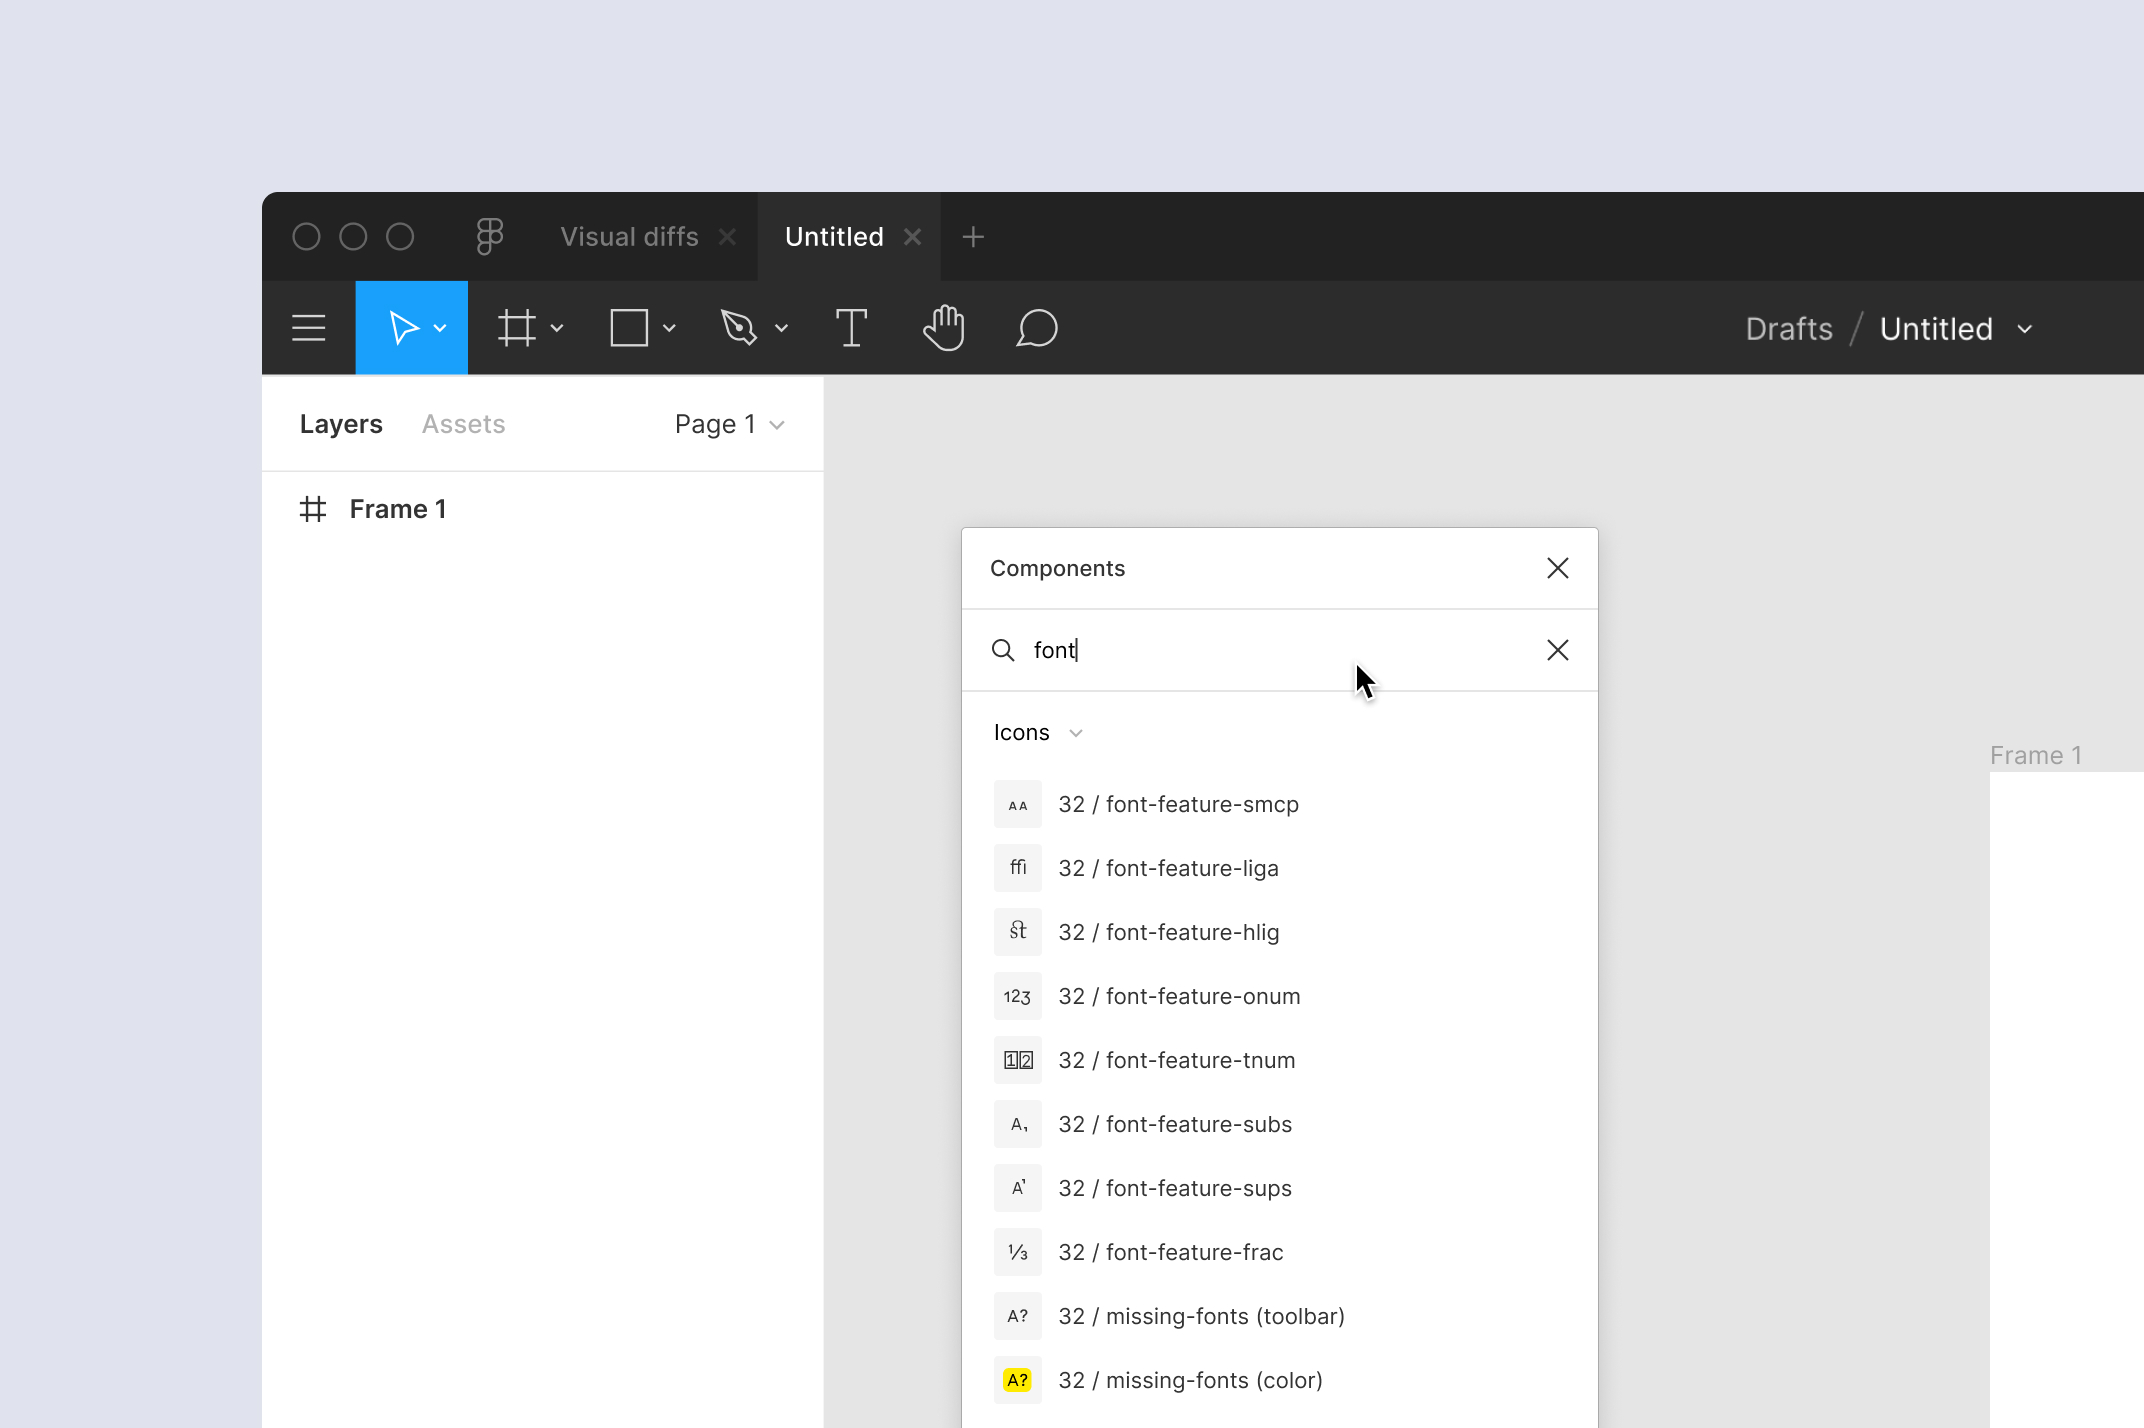 Visual diffs
Untitled
Drafts / Untitled
Layers Assets Page 1
Frame 1
Components
font
Icons
Frame 1
AA 32 / font-feature-smcp
ffi 32 / font-feature-liga
st 32 / font-feature-hlig
123 32 / font-feature-onum
12 32 / font-feature-tnum
A, 32 / font-feature-subs
A' 32 / font-feature-sups
1/3 32 / font-feature-frac
A? 32 / missing-fonts (toolbar)
A? 32 / missing-fonts (color)